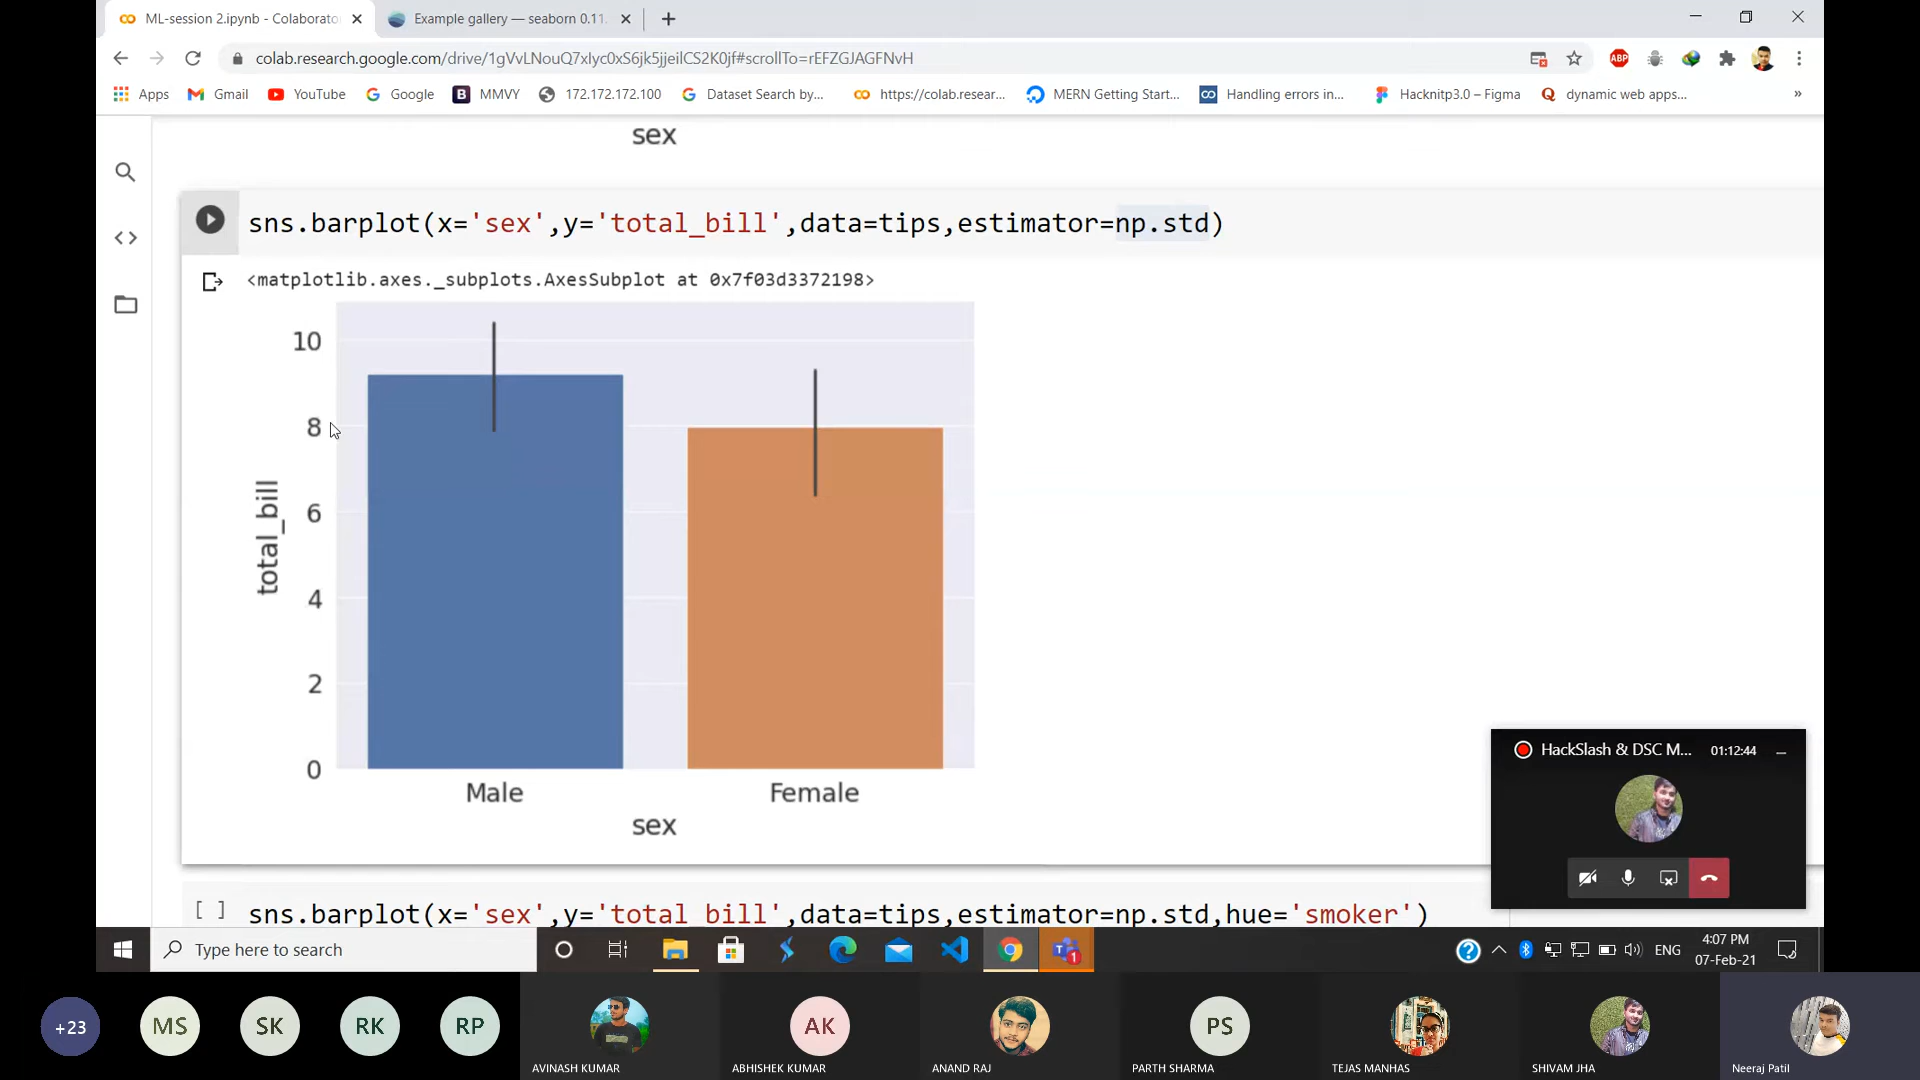 ML-session 2.ipynb - Colaborato
Example gallery — seaborn 0.11.
colab.research.google.com/drive/1gVvLNouQ7xlyc0xS6jk5jjeilCS2K0jf#scrollTo=rEFZGJAGFNvH
ABP
Apps
Gmail
YouTube
Google
B
MMVY
172.172.172.100
Dataset Search by...
https://colab.resear...
MERN Getting Start...
Handling errors in...
Hacknitp3.0 – Figma
dynamic web apps...
»
sex
sns.barplot(x='sex',y='total_bill',data=tips,estimator=np.std)
<matplotlib.axes._subplots.AxesSubplot at 0x7f03d3372198>
10
8
6
4
2
0
total_bill
Male
Female
sex
HackSlash & DSC M...
01:12:44
[ ] sns.barplot(x='sex',y='total_bill',data=tips,estimator=np.std,hue='smoker')
Type here to search
1
ENG
4:07 PM
07-Feb-21
+23
MS
SK
RK
RP
AVINASH KUMAR
AK
ABHISHEK KUMAR
ANAND RAJ
PS
PARTH SHARMA
TEJAS MANHAS
SHIVAM JHA
Neeraj Patil